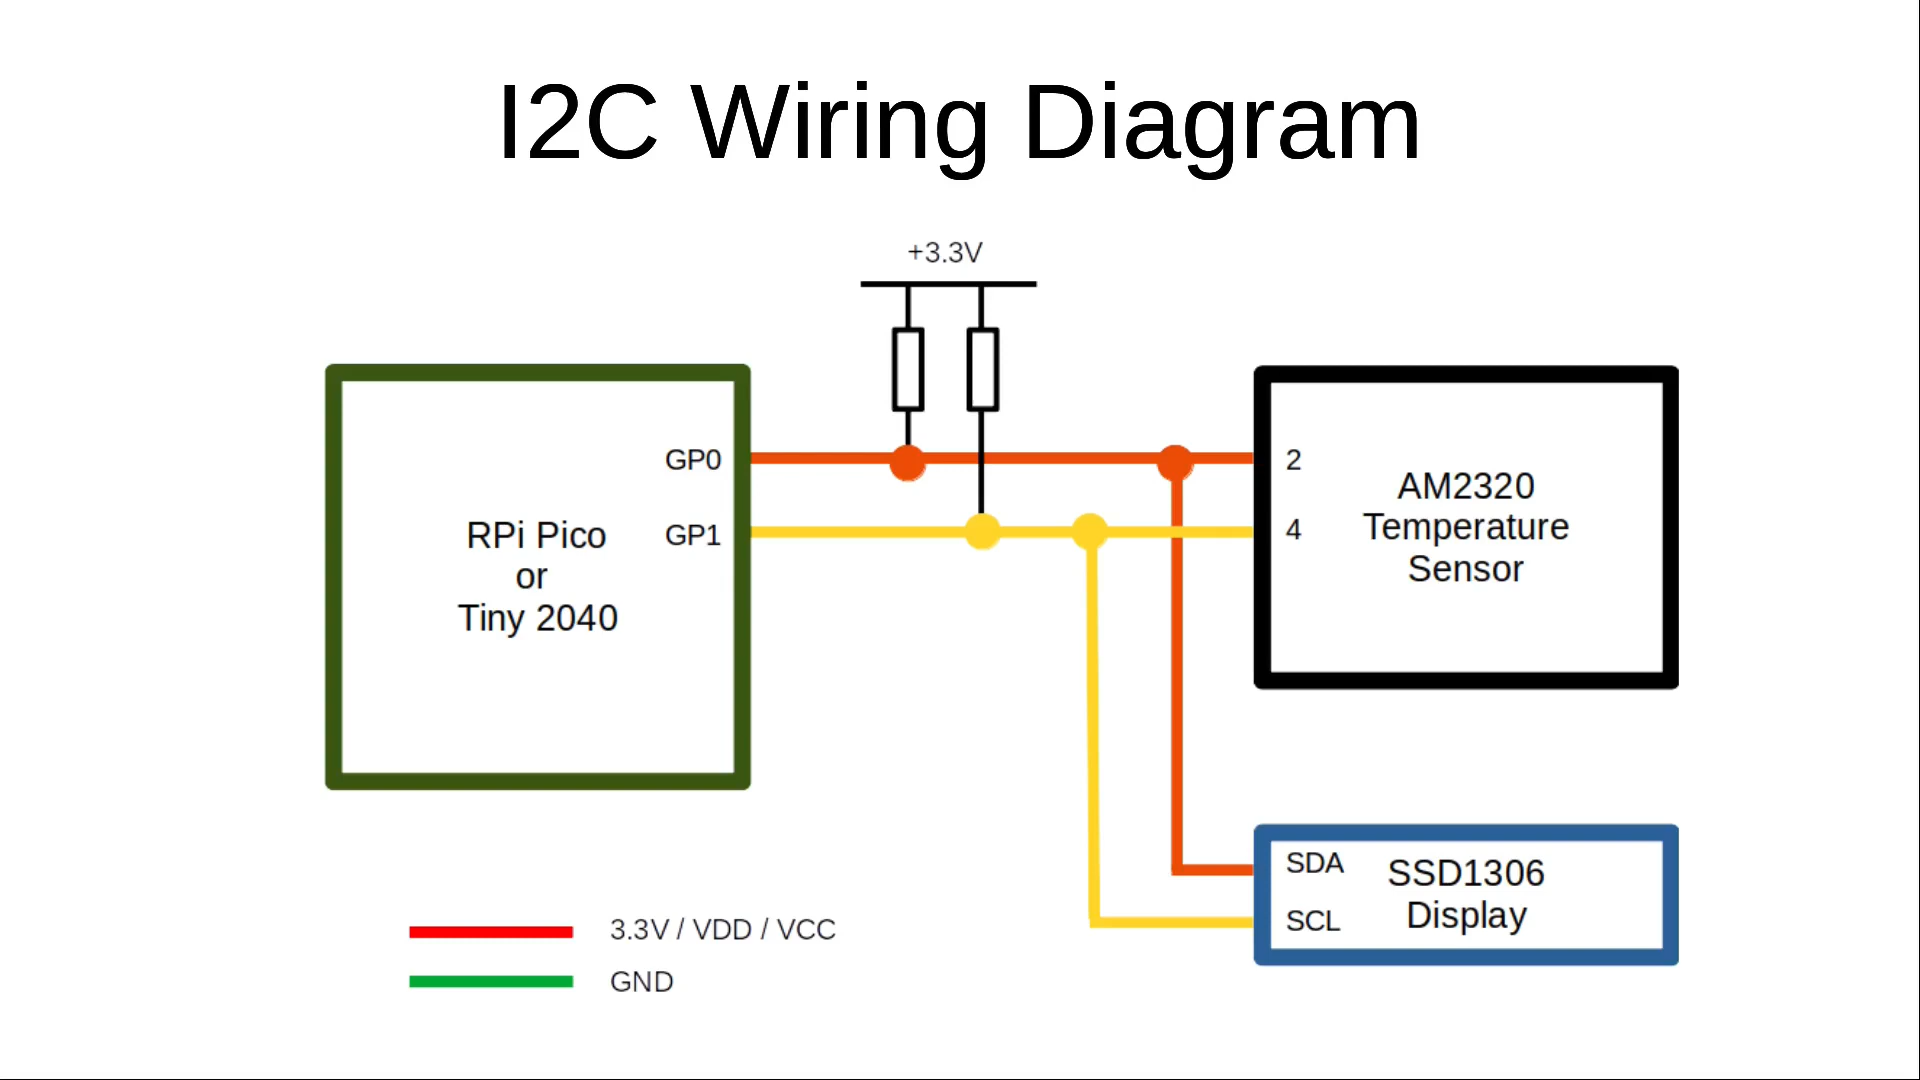 I2C Wiring Diagram
+3.3V
GP0
GP1
RPi Pico
or
Tiny 2040
2
4
AM2320
Temperature
Sensor
SDA
SCL
SSD1306
Display
3.3V / VDD / VCC
GND